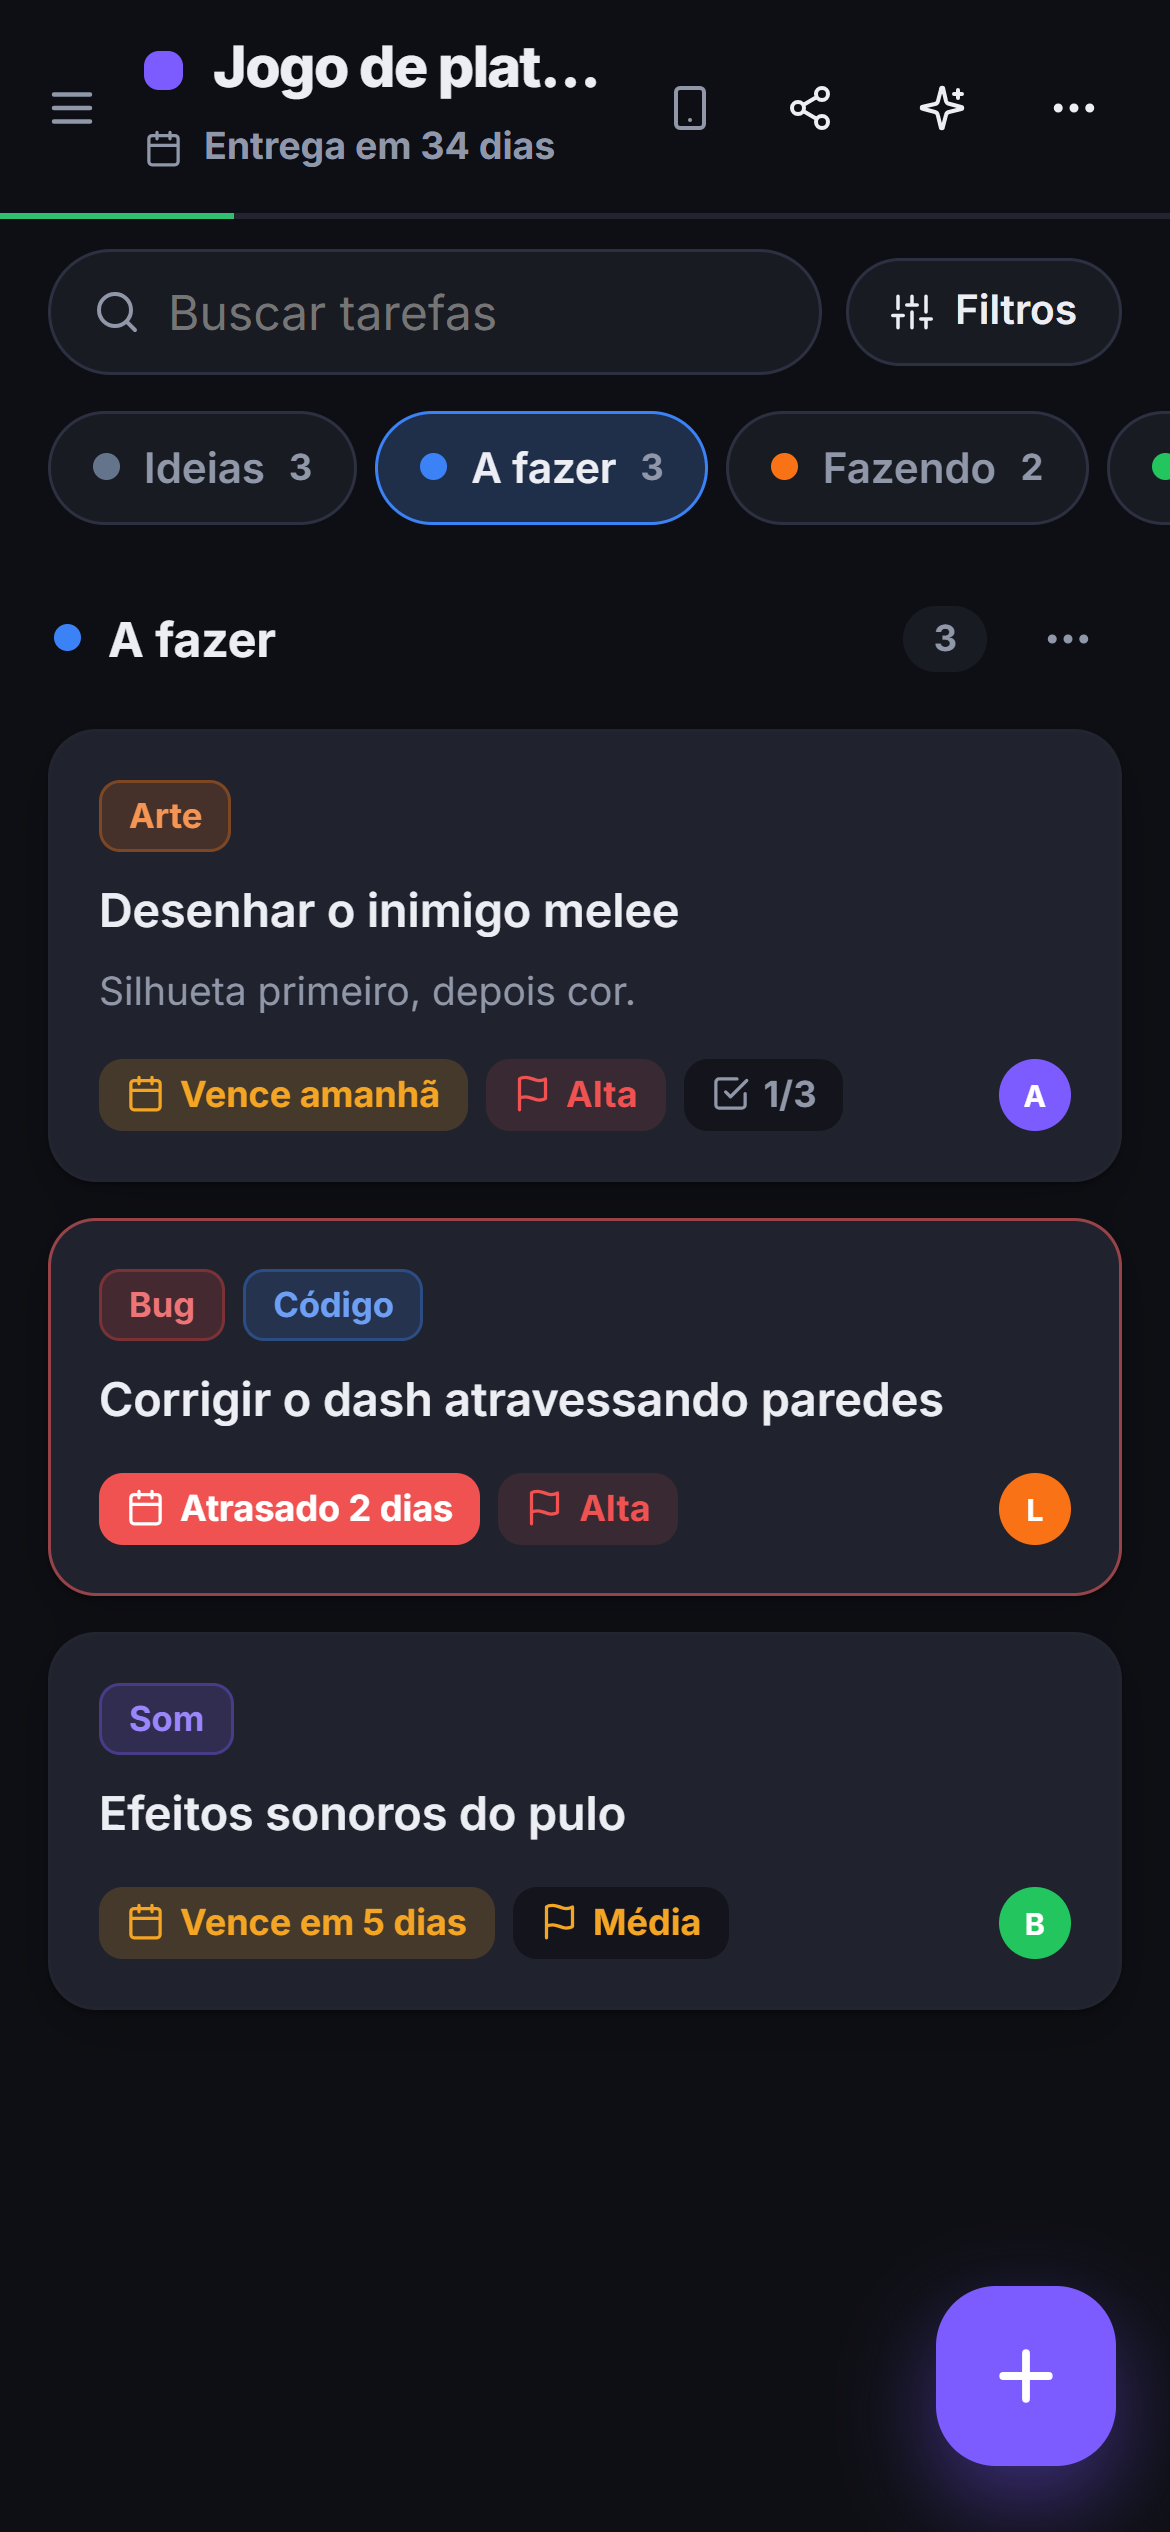 Jogo de plat...
Entrega em 34 dias
Buscar tarefas
Filtros
Ideias 3
A fazer 3
Fazendo 2
A fazer
3
Arte
Desenhar o inimigo melee
Silhueta primeiro, depois cor.
Vence amanhã Alta 1/3 A
Bug Código
Corrigir o dash atravessando paredes
Atrasado 2 dias Alta L
Som
Efeitos sonoros do pulo
Vence em 5 dias Média B